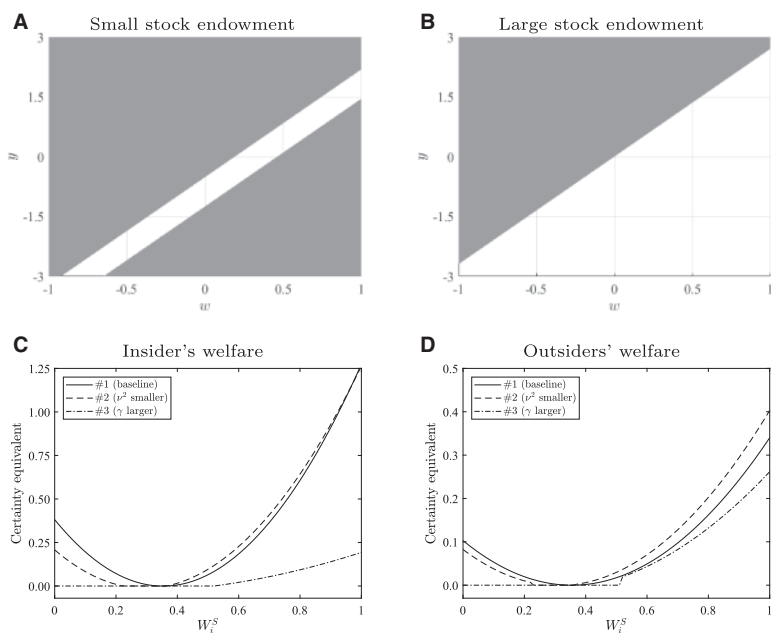 A Small stock endowment
3
1.5
0
-1.5
-3
y
-1 -0.5 0 0.5 1
w
B Large stock endowment
3
1.5
0
-1.5
-3
y
-1 -0.5 0 0.5 1
w
C Insider's welfare
#1 (baseline)
#2 (ν² smaller)
#3 (γ larger)
1.25
1.00
0.75
0.50
0.25
0.00
Certainty equivalent
0 0.2 0.4 0.6 0.8 1
W_i^S
D Outsiders' welfare
#1 (baseline)
#2 (ν² smaller)
#3 (γ larger)
0.5
0.4
0.3
0.2
0.1
0.0
Certainty equivalent
0 0.2 0.4 0.6 0.8 1
W_i^S